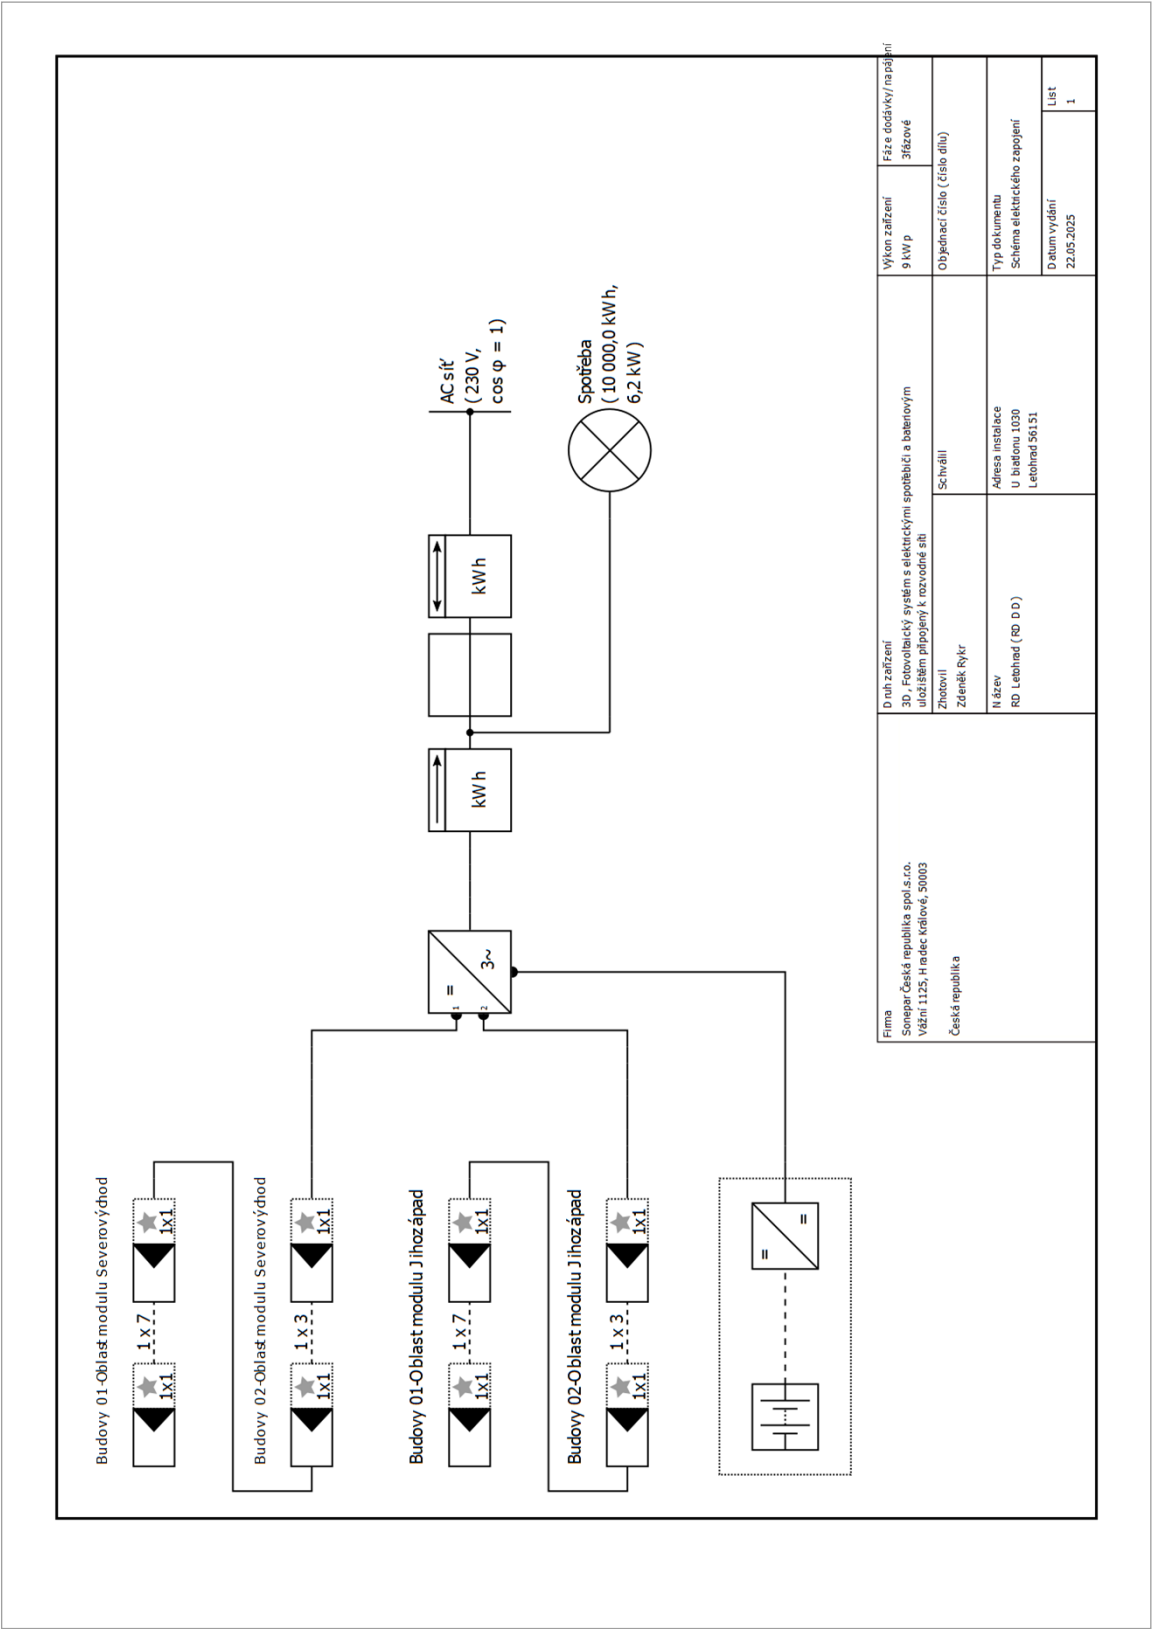 Budovy 01-Oblast modulu Severovýchod
1x1
1 x 7
1x1
Budovy 02-Oblast modulu Severovýchod
1x1
1 x 3
1x1
Budovy 01-Oblast modulu Jihozápad
1x1
1 x 7
1x1
Budovy 02-Oblast modulu Jihozápad
1x1
1 x 3
1x1
=
=
1
2
=
3~
kWh
kWh
AC síť
(230 V,
cos φ = 1)
Spotřeba
(10 000,0 kWh,
6,2 kW)
Firma
Sonepar Česká republika spol.s.r.o.
Vážní 1125, Hradec Králové, 50003
Česká republika
Druh zařízení
3D, Fotovoltaický systém s elektrickými spotřebiči a bateriovým
uložištěm připojený k rozvodné síti
Výkon zařízení
9 kWp
Fáze dodávky/napájení
3fázové
Zhotovil
Zdeněk Rykr
Schválil
Objednací číslo (číslo dílu)
Název
RD Letohrad (RD DD)
Adresa instalace
U biatlonu 1030
Letohrad 56151
Typ dokumentu
Schéma elektrického zapojení
Datum vydání
22.05.2025
List
1